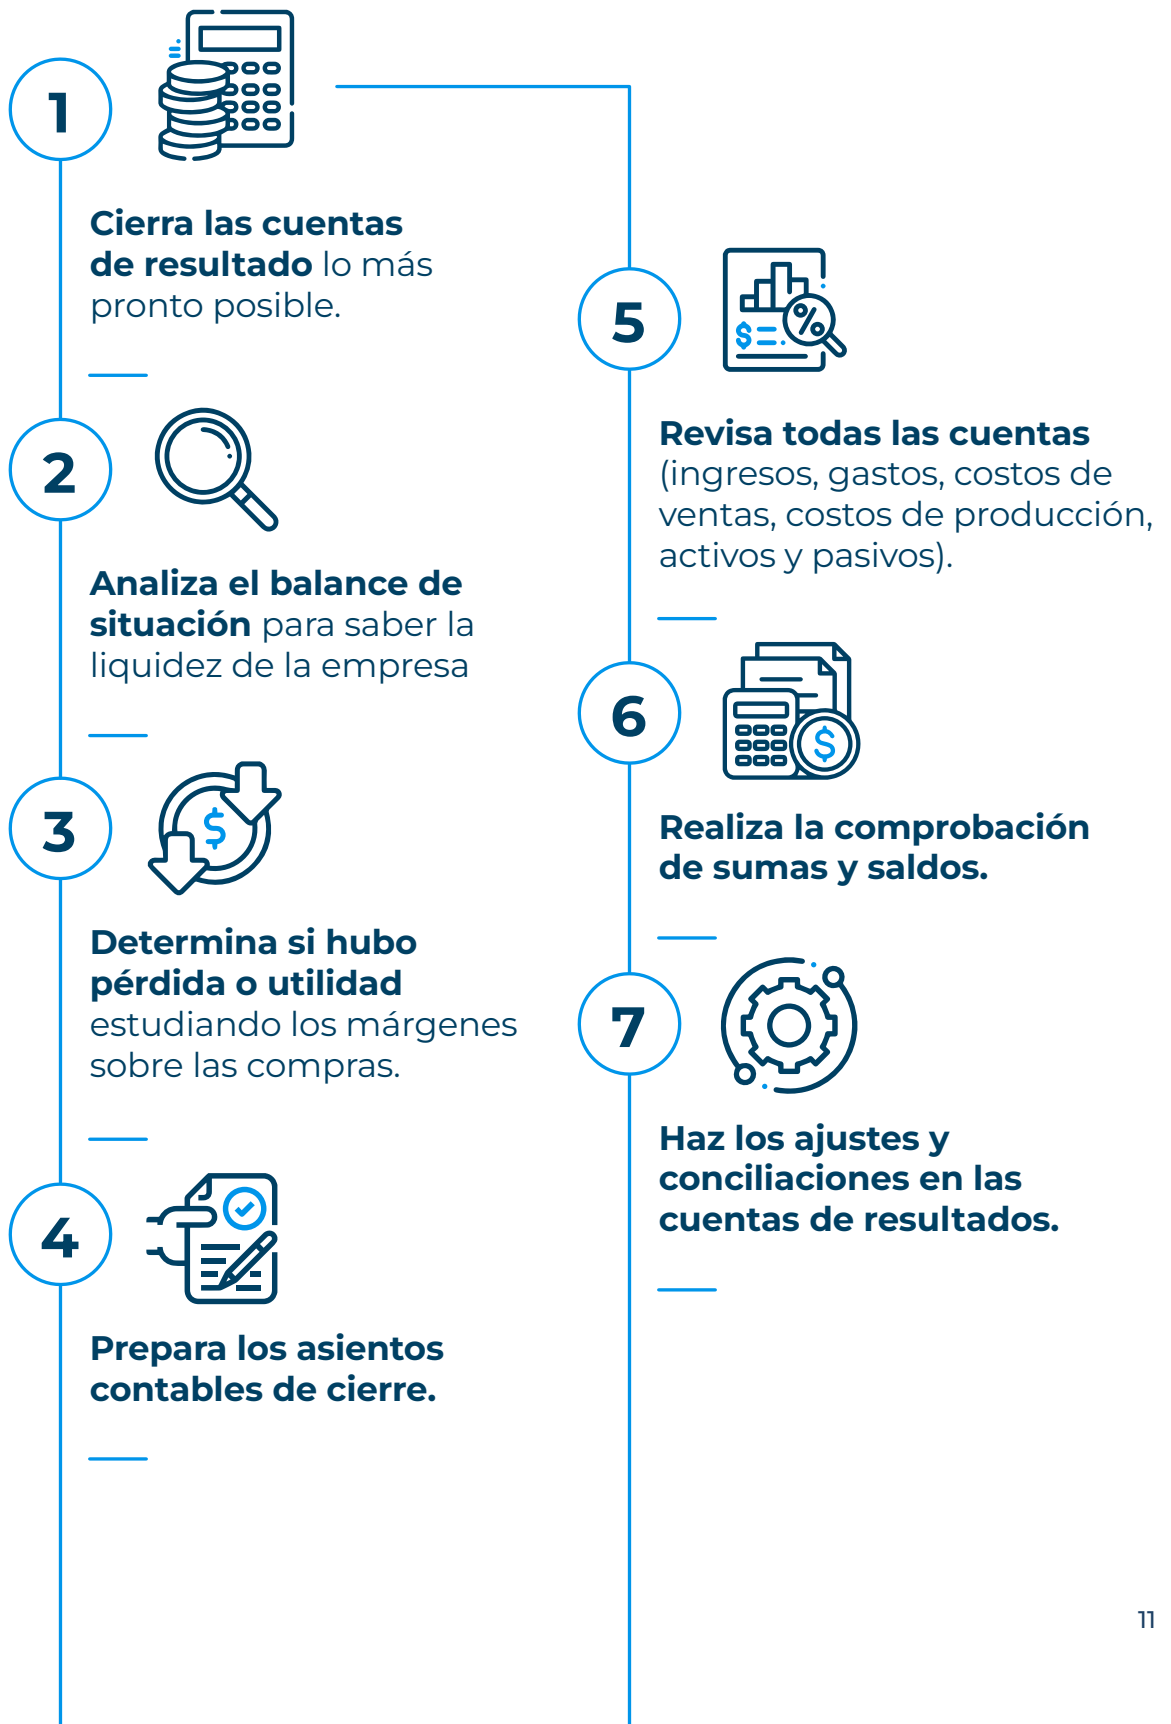 1
Cierra las cuentas
de resultado lo más
pronto posible.
2
Analiza el balance de
situación para saber la
liquidez de la empresa
3
$
Determina si hubo
pérdida o utilidad
estudiando los márgenes
sobre las compras.
4
Prepara los asientos
contables de cierre.
5
%
$
Revisa todas las cuentas
(ingresos, gastos, costos de
ventas, costos de producción,
activos y pasivos).
6
$
Realiza la comprobación
de sumas y saldos.
7
Haz los ajustes y
conciliaciones en las
cuentas de resultados.
11